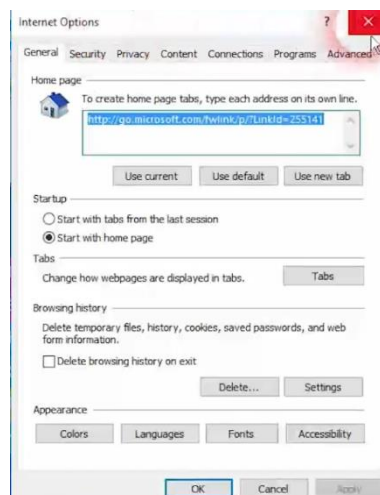 Internet Options ?
General Security Privacy Content Connections Programs Advanced
Home page
To create home page tabs, type each address on its own line.
http://go.microsoft.com/fwlink/p/?LinkId=255141
Use current Use default Use new tab
Startup
Start with tabs from the last session
Start with home page
Tabs
Change how webpages are displayed in tabs. Tabs
Browsing history
Delete temporary files, history, cookies, saved passwords, and web
form information.
Delete browsing history on exit
Delete... Settings
Appearance
Colors Languages Fonts Accessibility
OK Cancel Apply